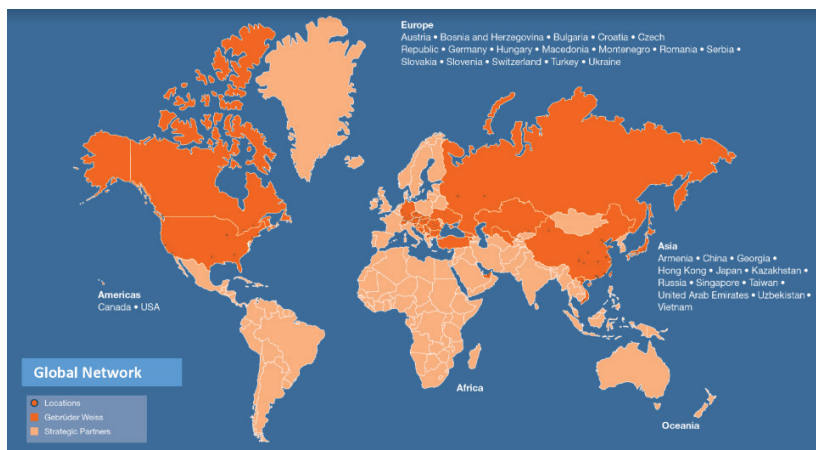 Europe
Austria • Bosnia and Herzegovina • Bulgaria • Croatia • Czech
Republic • Germany • Hungary • Macedonia • Montenegro • Romania • Serbia •
Slovakia • Slovenia • Switzerland • Turkey • Ukraine
Asia
Armenia • China • Georgia •
Hong Kong • Japan • Kazakhstan •
Russia • Singapore • Taiwan •
United Arab Emirates • Uzbekistan •
Vietnam
Americas
Canada • USA
Global Network
Africa
Locations
Gebrüder Weiss
Strategic Partners
Oceania